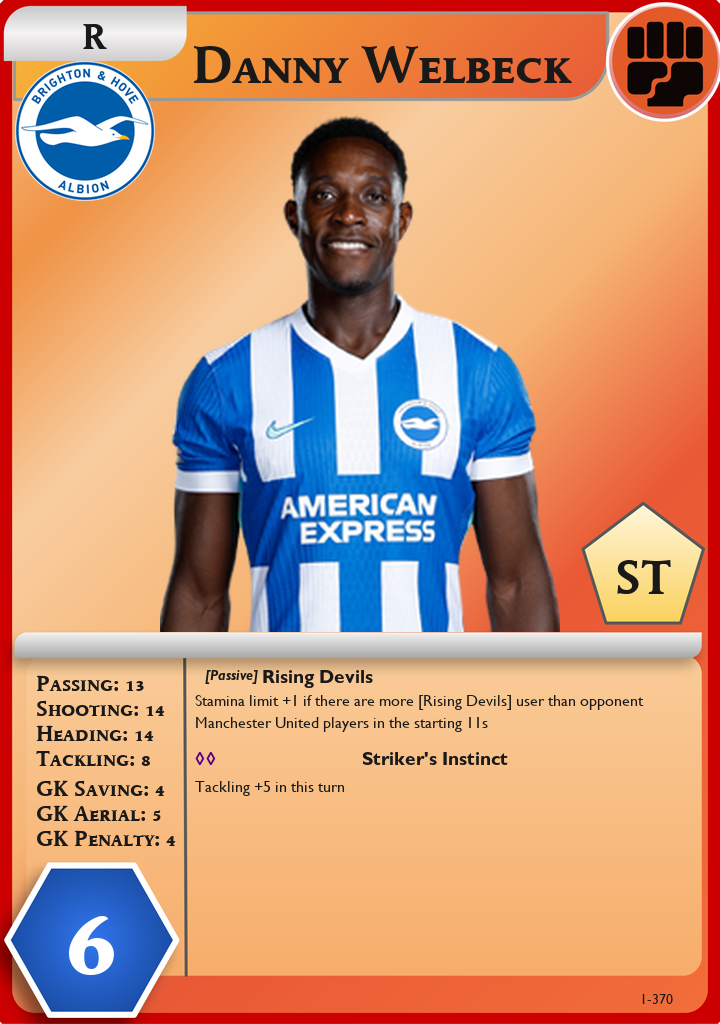 R
Danny Welbeck
BRIGHTON & HOVE
ALBION
AMERICAN
EXPRESS
ST
Passing: 13
Shooting: 14
Heading: 14
Tackling: 8
GK Saving: 4
GK Aerial: 5
GK Penalty: 4
6
[Passive] Rising Devils
Stamina limit +1 if there are more [Rising Devils] user than opponent
Manchester United players in the starting 11s
◊◊ Striker's Instinct
Tackling +5 in this turn
1-370